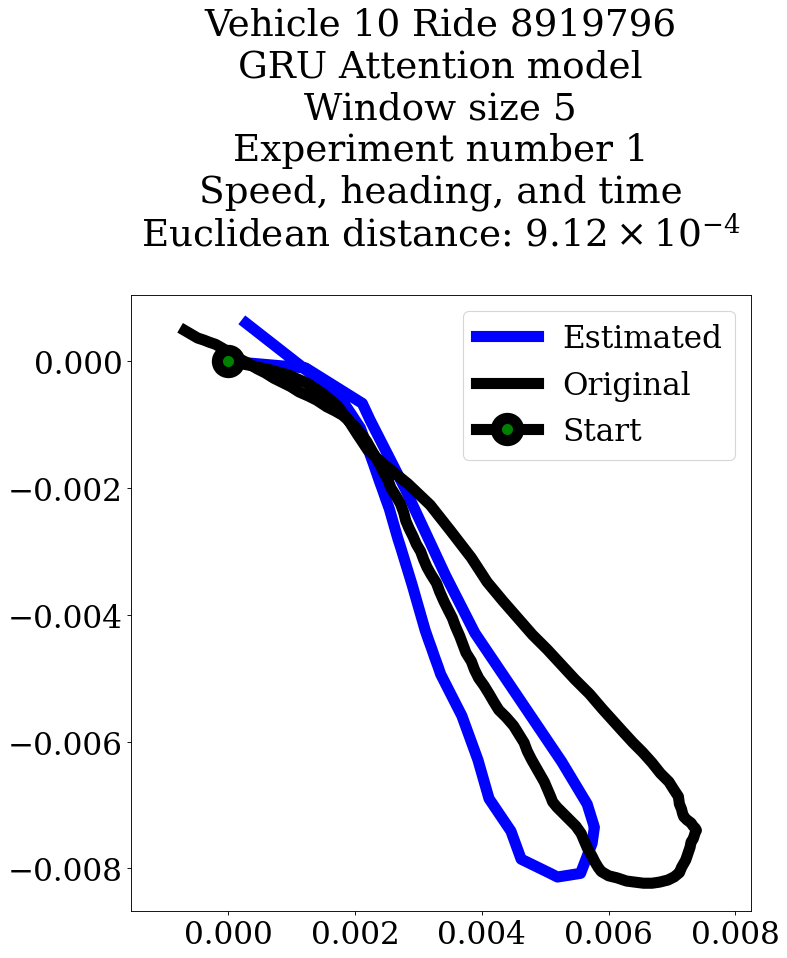 Vehicle 10 Ride 8919796
GRU Attention model
Window size 5
Experiment number 1
Speed, heading, and time
Euclidean distance: 9.12 × 10⁻⁴
Estimated
Original
Start
0.000
−0.002
−0.004
−0.006
−0.008
0.000 0.002 0.004 0.006 0.008